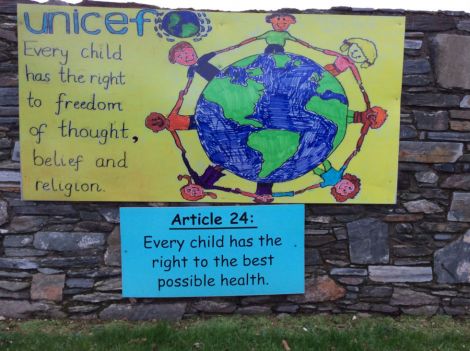 unicef
Every child
has the right
to freedom
of thought,
belief and
religion.
Article 24:
Every child has the
right to the best
possible health.